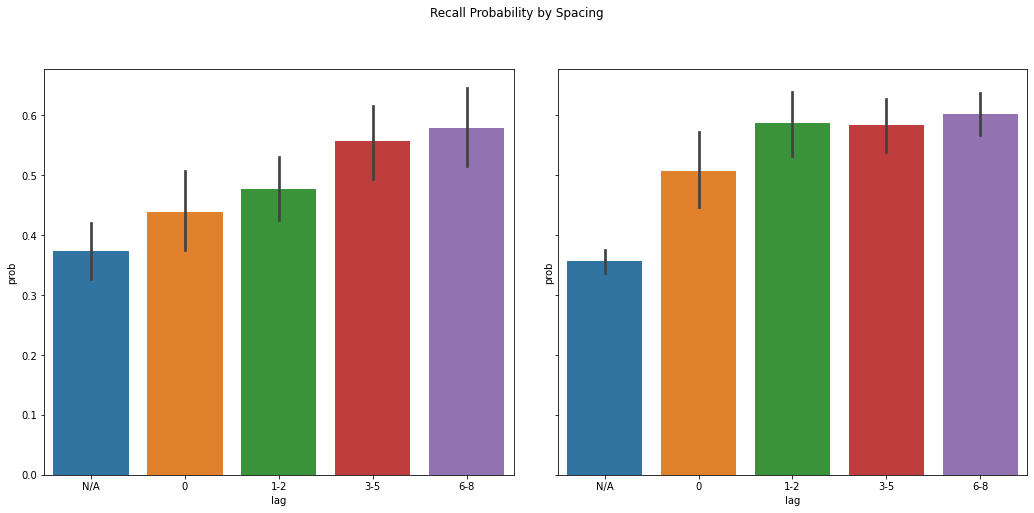 Recall Probability by Spacing
prob
0.6
0.5
0.4
0.3
0.2
0.1
0.0
N/A 0 1-2 3-5 6-8
lag
prob
N/A 0 1-2 3-5 6-8
lag